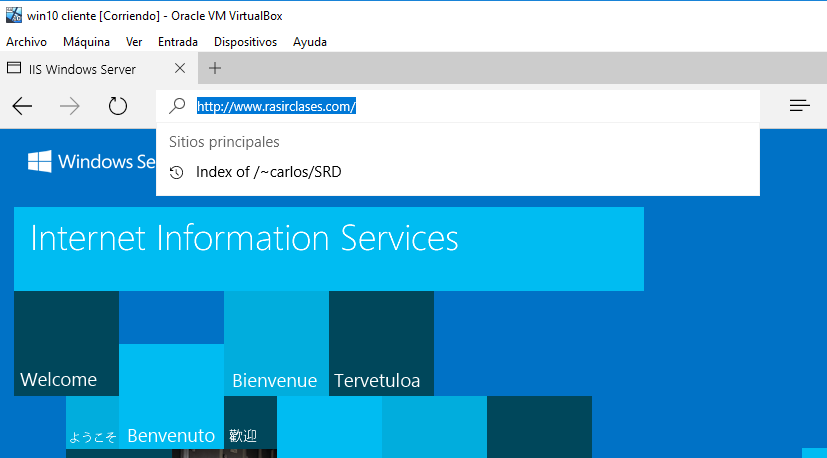 win10 cliente [Corriendo] - Oracle VM VirtualBox
Archivo Máquina Ver Entrada Dispositivos Ayuda
IIS Windows Server
http://www.rasirclases.com/
Sitios principales
Windows Se
Index of /~carlos/SRD
Internet Information Services
Welcome
Bienvenue
Tervetuloa
ようこそ
Benvenuto
歡迎